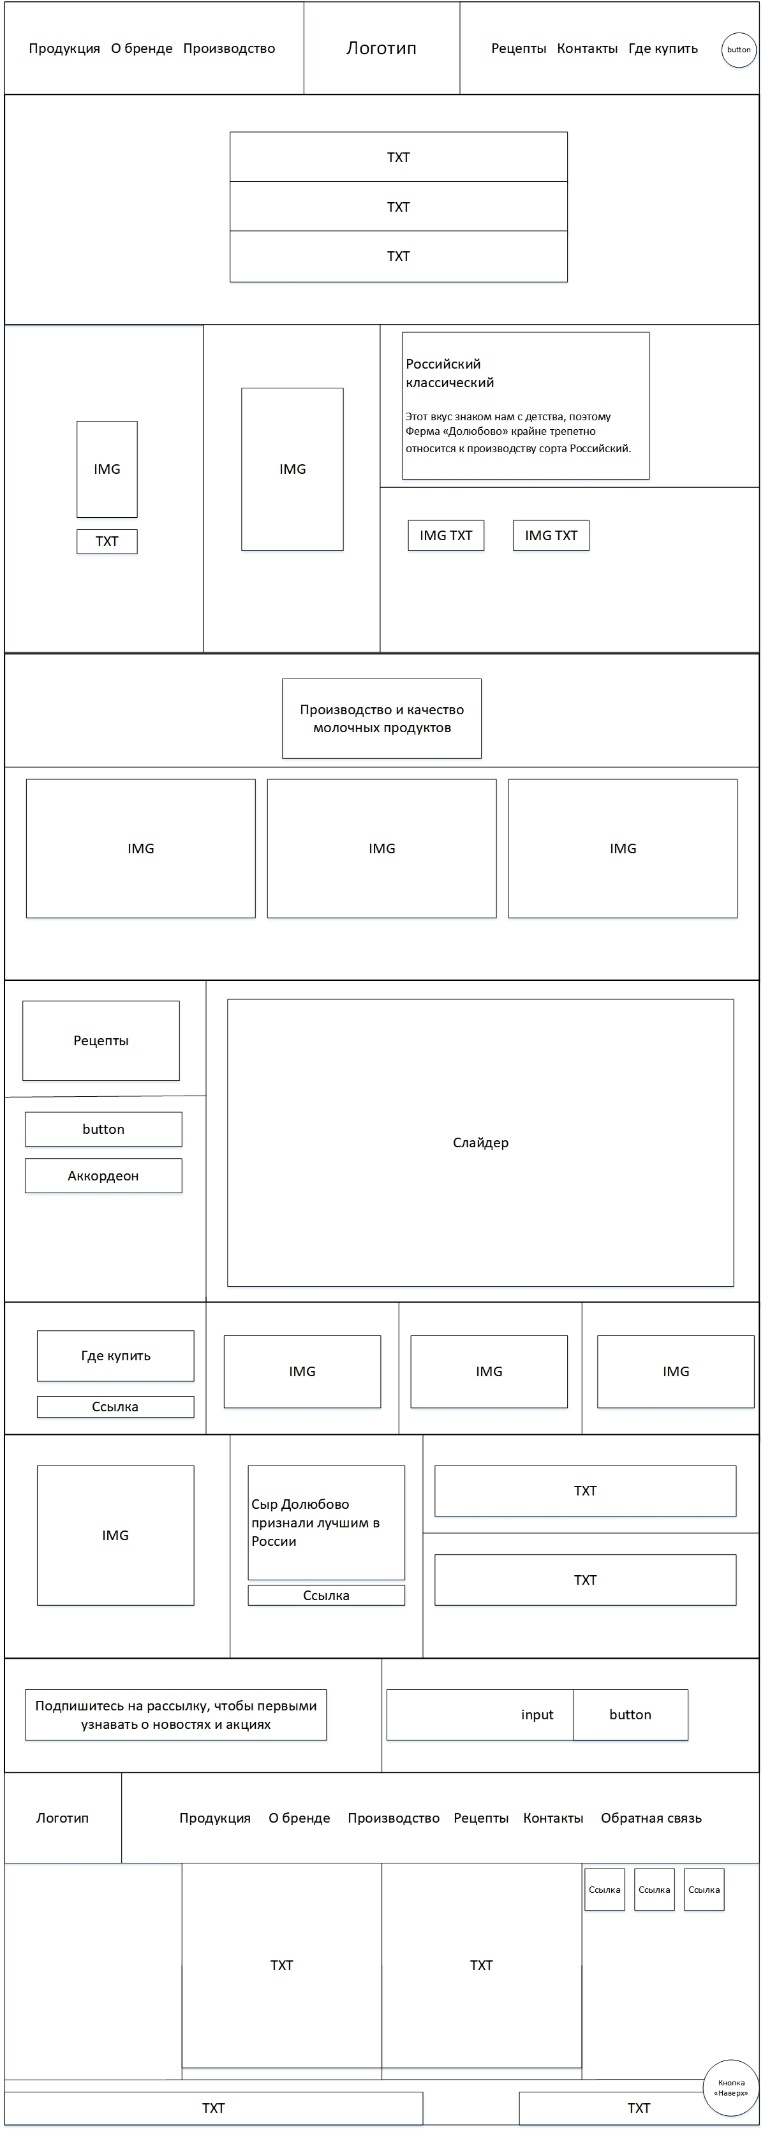 Продукция О бренде Производство
Логотип
Рецепты Контакты Где купить
button
TXT
TXT
TXT
IMG
TXT
IMG
Российский
классический
Этот вкус знаком нам с детства, поэтому
Ферма «Долюбово» крайне трепетно
относится к производству сорта Российский.
IMG TXT
IMG TXT
Производство и качество
молочных продуктов
IMG
IMG
IMG
Рецепты
button
Аккордеон
Слайдер
Где купить
Ссылка
IMG
IMG
IMG
IMG
Сыр Долюбово
признали лучшим в
России
Ссылка
TXT
TXT
Подпишитесь на рассылку, чтобы первыми
узнавать о новостях и акциях
input
button
Логотип
Продукция О бренде Производство Рецепты Контакты Обратная связь
TXT
TXT
Ссылка
Ссылка
Ссылка
Кнопка
«Наверх»
TXT
TXT